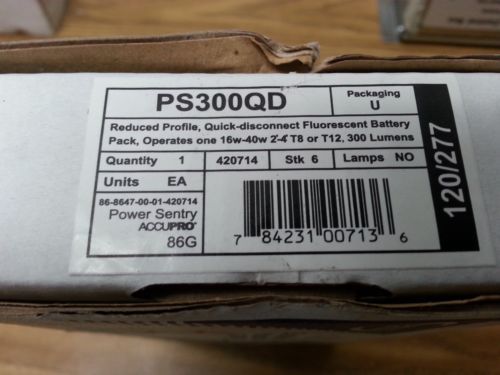 PS300QD
Packaging
U
Reduced Profile, Quick-disconnect Fluorescent Battery
Pack, Operates one 16w-40w 2'-4' T8 or T12, 300 Lumens
Quantity 1 420714 Stk 6 Lamps NO
Units EA
86-8647-00-01-420714
Power Sentry
ACCUPRO
86G
7 84231 00713 6
120/277